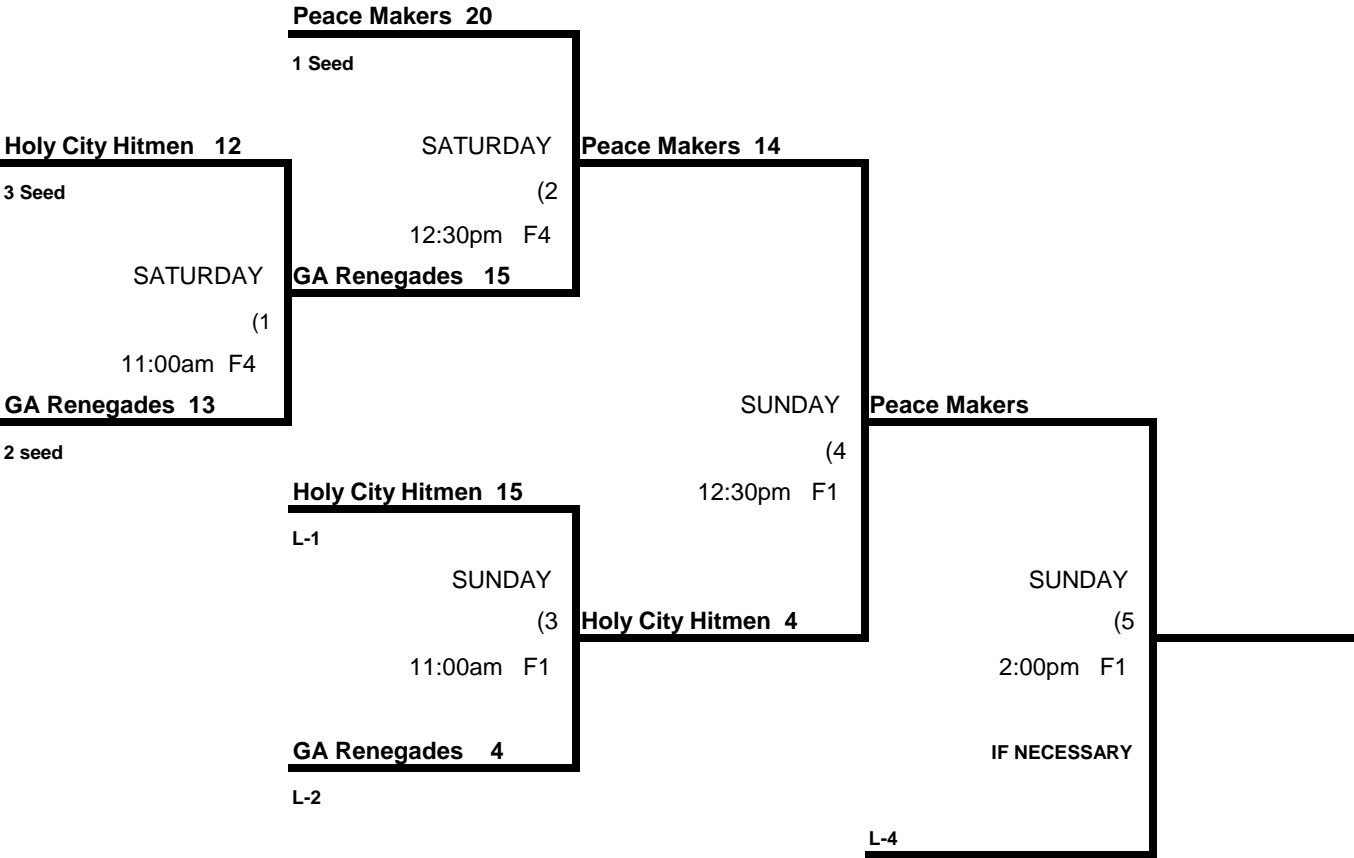 Peace Makers 20
1 Seed
Holy City Hitmen 12
SATURDAY
Peace Makers 14
3 Seed
(2
12:30pm F4
SATURDAY
GA Renegades 15
(1
11:00am F4
GA Renegades 13
SUNDAY
Peace Makers
2 seed
(4
Holy City Hitmen 15
12:30pm F1
L-1
SUNDAY
SUNDAY
(3
Holy City Hitmen 4
(5
11:00am F1
2:00pm F1
GA Renegades 4
IF NECESSARY
L-2
L-4